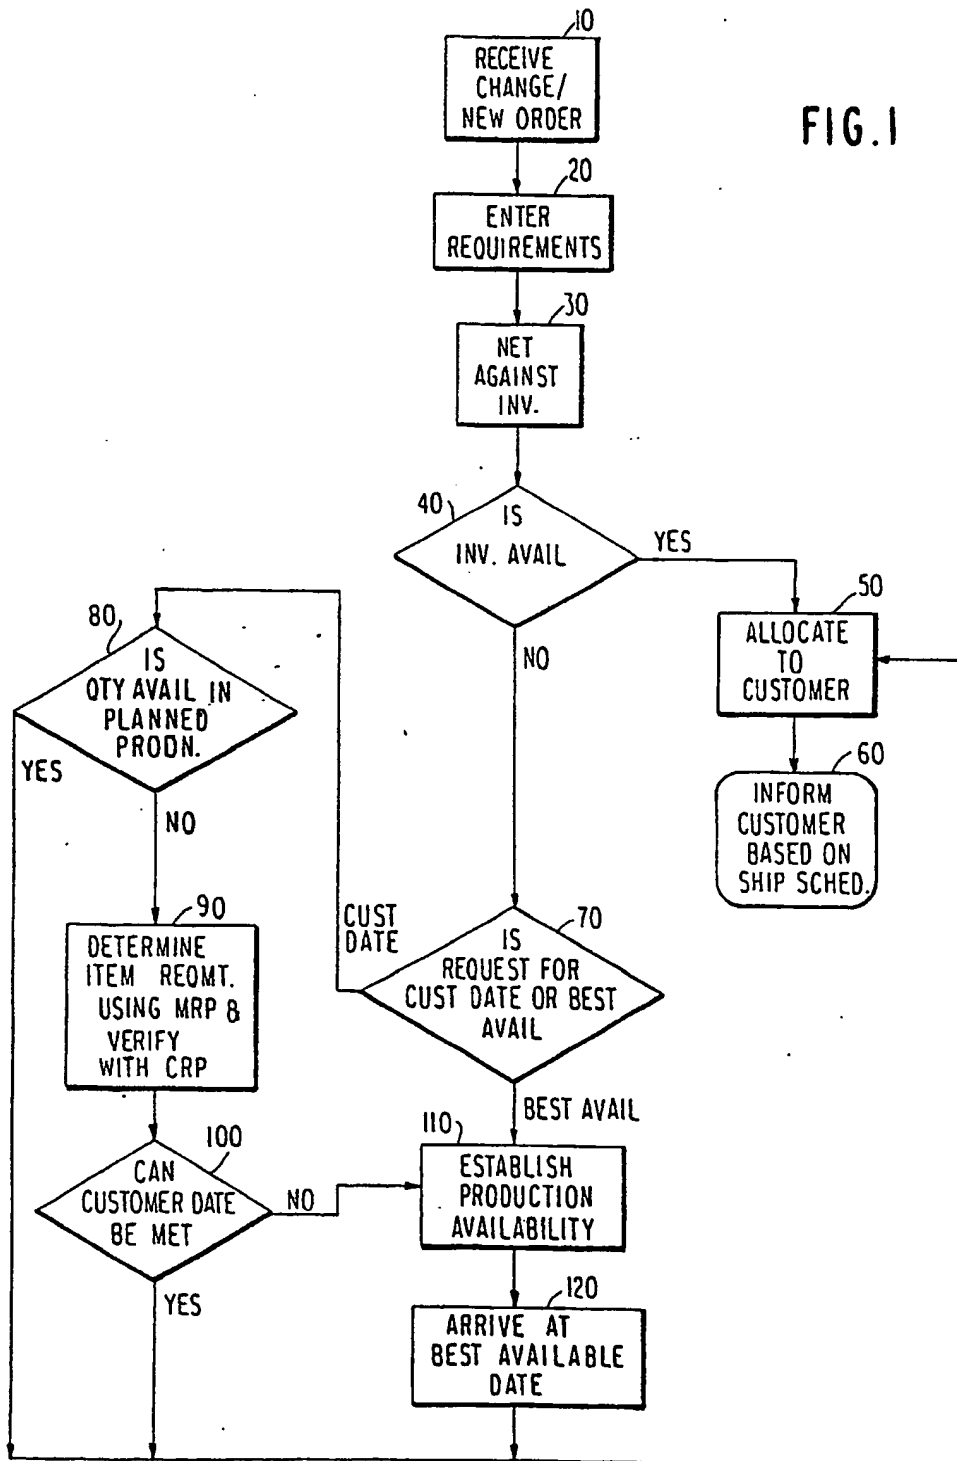 10
RECEIVE
CHANGE/
NEW ORDER
FIG.1
20
ENTER
REQUIREMENTS
30
NET
AGAINST
INV.
40
IS
INV. AVAIL
YES
NO
50
ALLOCATE
TO
CUSTOMER
60
INFORM
CUSTOMER
BASED ON
SHIP SCHED.
70
IS
REQUEST FOR
CUST DATE OR BEST
AVAIL
CUST
DATE
BEST AVAIL
80
IS
QTY AVAIL IN
PLANNED
PRODN.
YES
NO
90
DETERMINE
ITEM REQMT.
USING MRP &
VERIFY
WITH CRP
100
CAN
CUSTOMER DATE
BE MET
NO
YES
110
ESTABLISH
PRODUCTION
AVAILABILITY
120
ARRIVE AT
BEST AVAILABLE
DATE